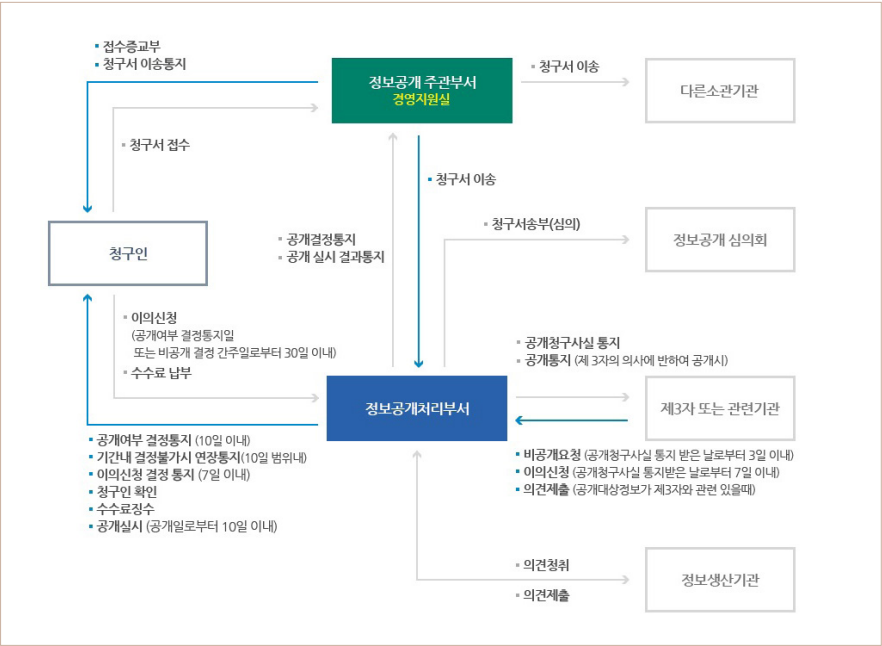 ▪ 접수증교부
▪ 청구서 이송통지
정보공개 주관부서
경영지원실
▪ 청구서 이송
다른소관기관
▪ 청구서 접수
▪ 청구서 이송
청구인
▪ 공개결정통지
▪ 공개 실시 결과통지
▪ 청구서송부(심의)
정보공개 심의회
▪ 이의신청
(공개여부 결정통지일
또는 비공개 결정 간주일로부터 30일 이내)
▪ 수수료 납부
▪ 공개청구사실 통지
▪ 공개통지 (제 3자의 의사에 반하여 공개시)
정보공개처리부서
제3자 또는 관련기관
▪ 공개여부 결정통지 (10일 이내)
▪ 기간내 결정불가시 연장통지(10일 범위내)
▪ 이의신청 결정 통지 (7일 이내)
▪ 청구인 확인
▪ 수수료징수
▪ 공개실시 (공개일로부터 10일 이내)
▪ 비공개요청 (공개청구사실 통지 받은 날로부터 3일 이내)
▪ 이의신청 (공개청구사실 통지받은 날로부터 7일 이내)
▪ 의견제출 (공개대상정보가 제3자와 관련 있을때)
▪ 의견청취
▪ 의견제출
정보생산기관